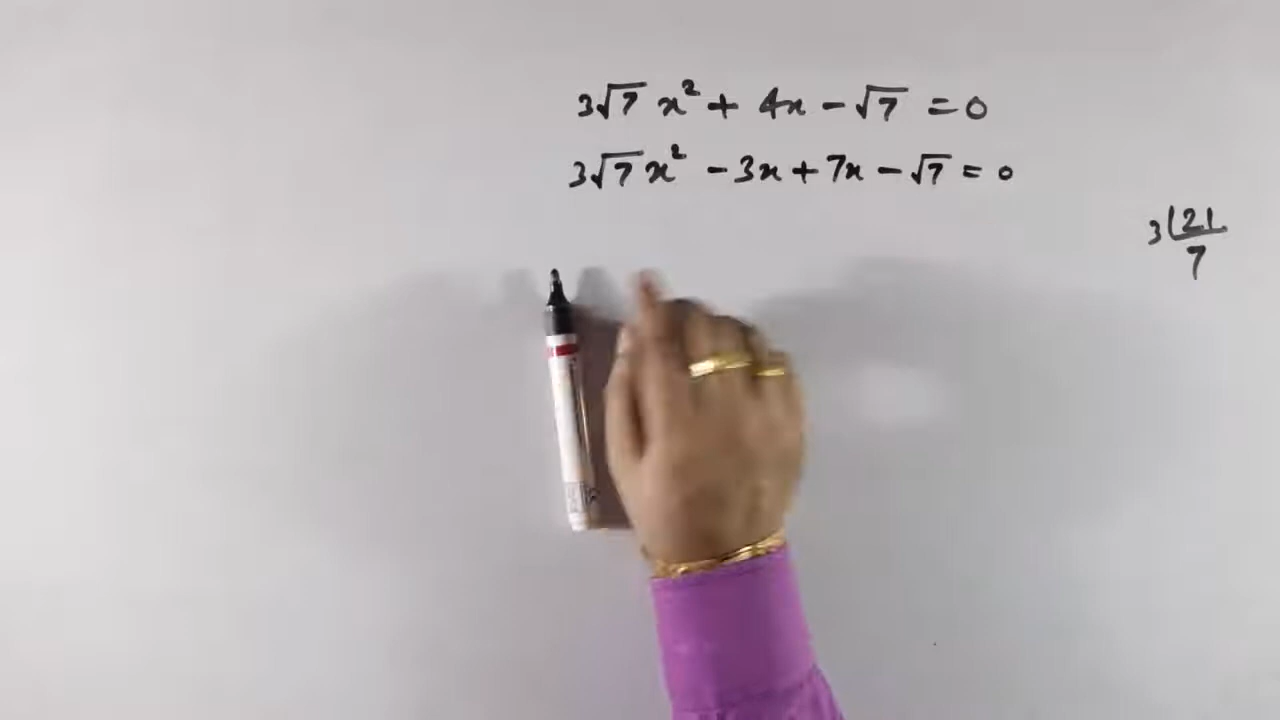 3√7 x² + 4x - √7 = 0
3√7 x² - 3x + 7x - √7 = 0
3 | 21
7